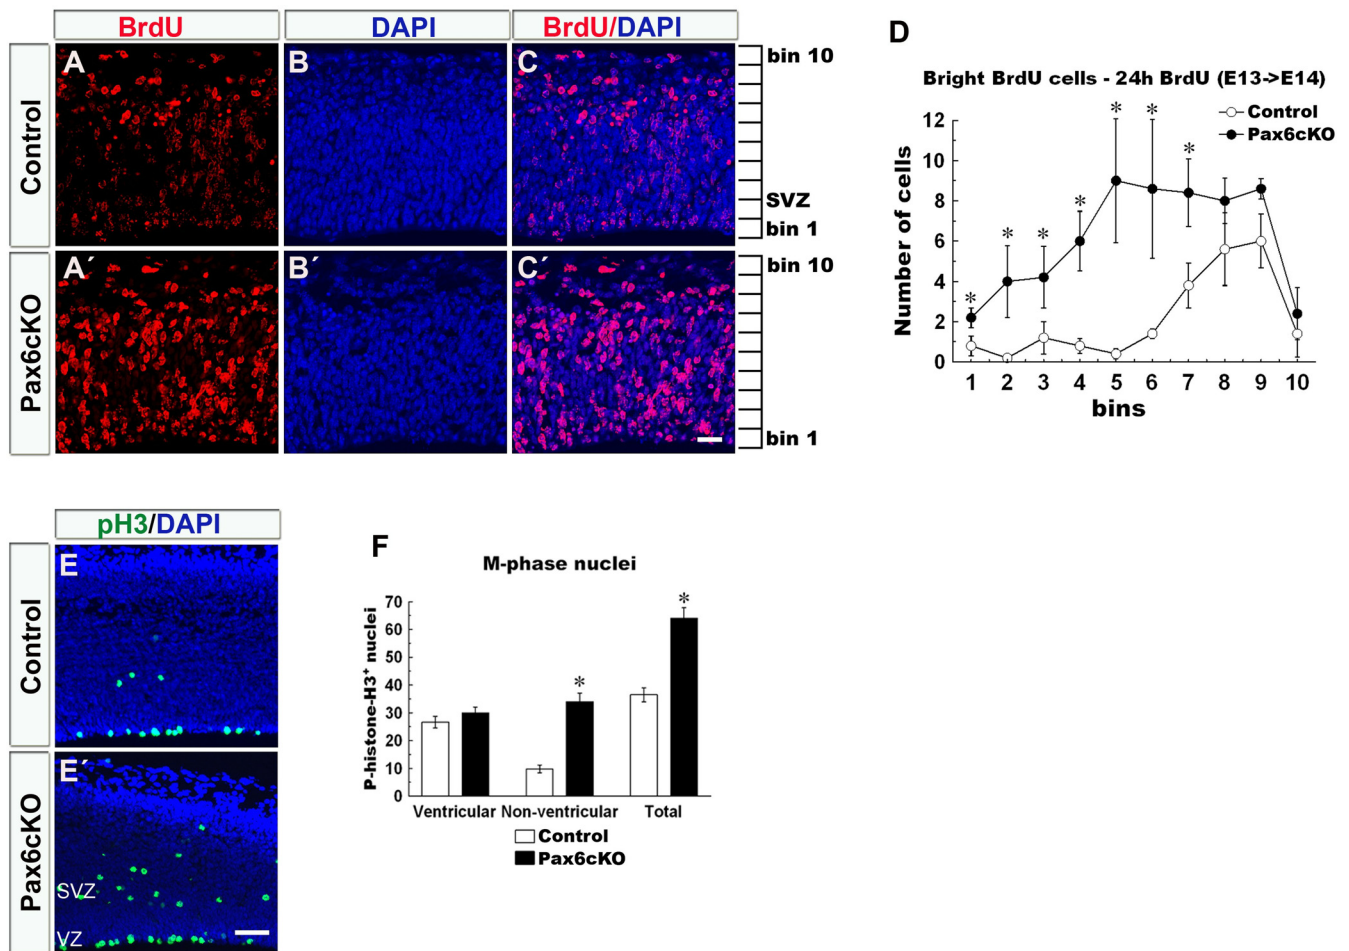 BrdU DAPI BrdU/DAPI
Control
A B C
bin 10
SVZ
bin 1
Pax6cKO
A´ B´ C´
bin 10
bin 1
D
Bright BrdU cells - 24h BrdU (E13->E14)
Control
Pax6cKO
Number of cells
12
10
8
6
4
2
0
* * * * * * *
1 2 3 4 5 6 7 8 9 10
bins
pH3/DAPI
Control
E
Pax6cKO
E´
SVZ
VZ
F
M-phase nuclei
P-histone-H3⁺ nuclei
70
60
50
40
30
20
10
0
* *
Ventricular Non-ventricular Total
Control
Pax6cKO